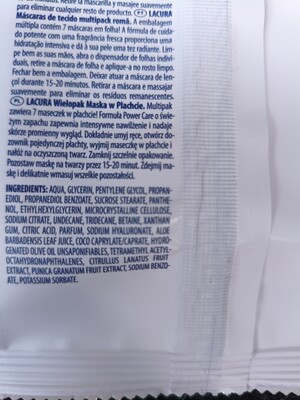 Retire la mascarilla y masajee suavemente
para eliminar cualquier resto de producto. PT LACURA
Máscaras de tecido multipack romã. A embalagem
múltipla contém 7 máscaras em folha! A fórmula de cuida-
do potente com uma fragrância fresca proporciona uma
hidratação intensiva e dá à sua pele uma tez radiante. Lim-
pe bem as suas mãos, abra o dispensador de folhas indivi-
duais, retire a máscara de folha e aplique-a no rosto limpo.
Fechar bem a embalagem. Deixar atuar a máscara de len-
çol durante 15-20 minutos. Retirar a máscara e massajar
suavemente para eliminar os resíduos remanescentes.
PL LACURA Wielopak Maska w Płachcie. Multipak
zawiera 7 maseczek w płachcie! Formuła Power Care o świe-
żym zapachu zapewnia intensywne nawilżenie i nadaje
skórze promienny wygląd. Dokładnie umyj ręce, otwórz do-
zownik pojedynczej płachty, wyjmij maseczkę w płachcie i
nałóż na oczyszczoną twarz. Zamknij szczelnie opakowanie.
Pozostaw maskę na twarzy przez 15-20 minut. Zdejmij ma-
skę i delikatnie wmasuj wszelkie pozostałości.
INGREDIENTS: AQUA, GLYCERIN, PENTYLENE GLYCOL, PROPAN-
EDIOL, PROPANEDIOL BENZOATE, SUCROSE STEARATE, PANTHE-
NOL, ETHYLHEXYLGLYCERIN, MICROCRYSTALLINE CELLULOSE,
SODIUM CITRATE, UNDECANE, TRIDECANE, BETAINE, XANTHAN
GUM, CITRIC ACID, PARFUM, SODIUM HYALURONATE, ALOE
BARBADENSIS LEAF JUICE, COCO CAPRYLATE/CAPRATE, HYDRO-
GENATED OLIVE OIL UNSAPONIFIABLES, TETRAMETHYL ACETYL-
OCTAHYDRONAPHTHALENES, CITRULLUS LANATUS FRUIT
EXTRACT, PUNICA GRANATUM FRUIT EXTRACT, SODIUM BENZO-
ATE, POTASSIUM SORBATE.